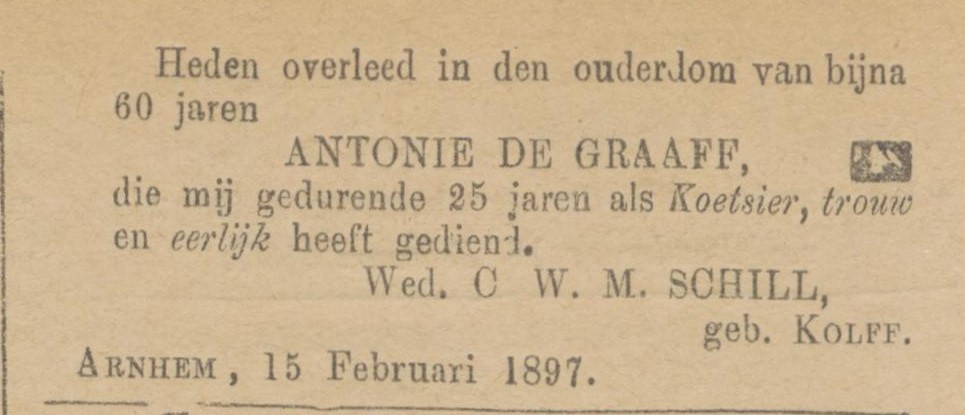 Heden overleed in den ouderdom van bijna
60 jaren
ANTONIE DE GRAAFF,
die mij gedurende 25 jaren als Koetsier, trouw
en eerlijk heeft gediend.
Wed. C W. M. SCHILL,
geb. KOLFF.
ARNHEM, 15 Februari 1897.